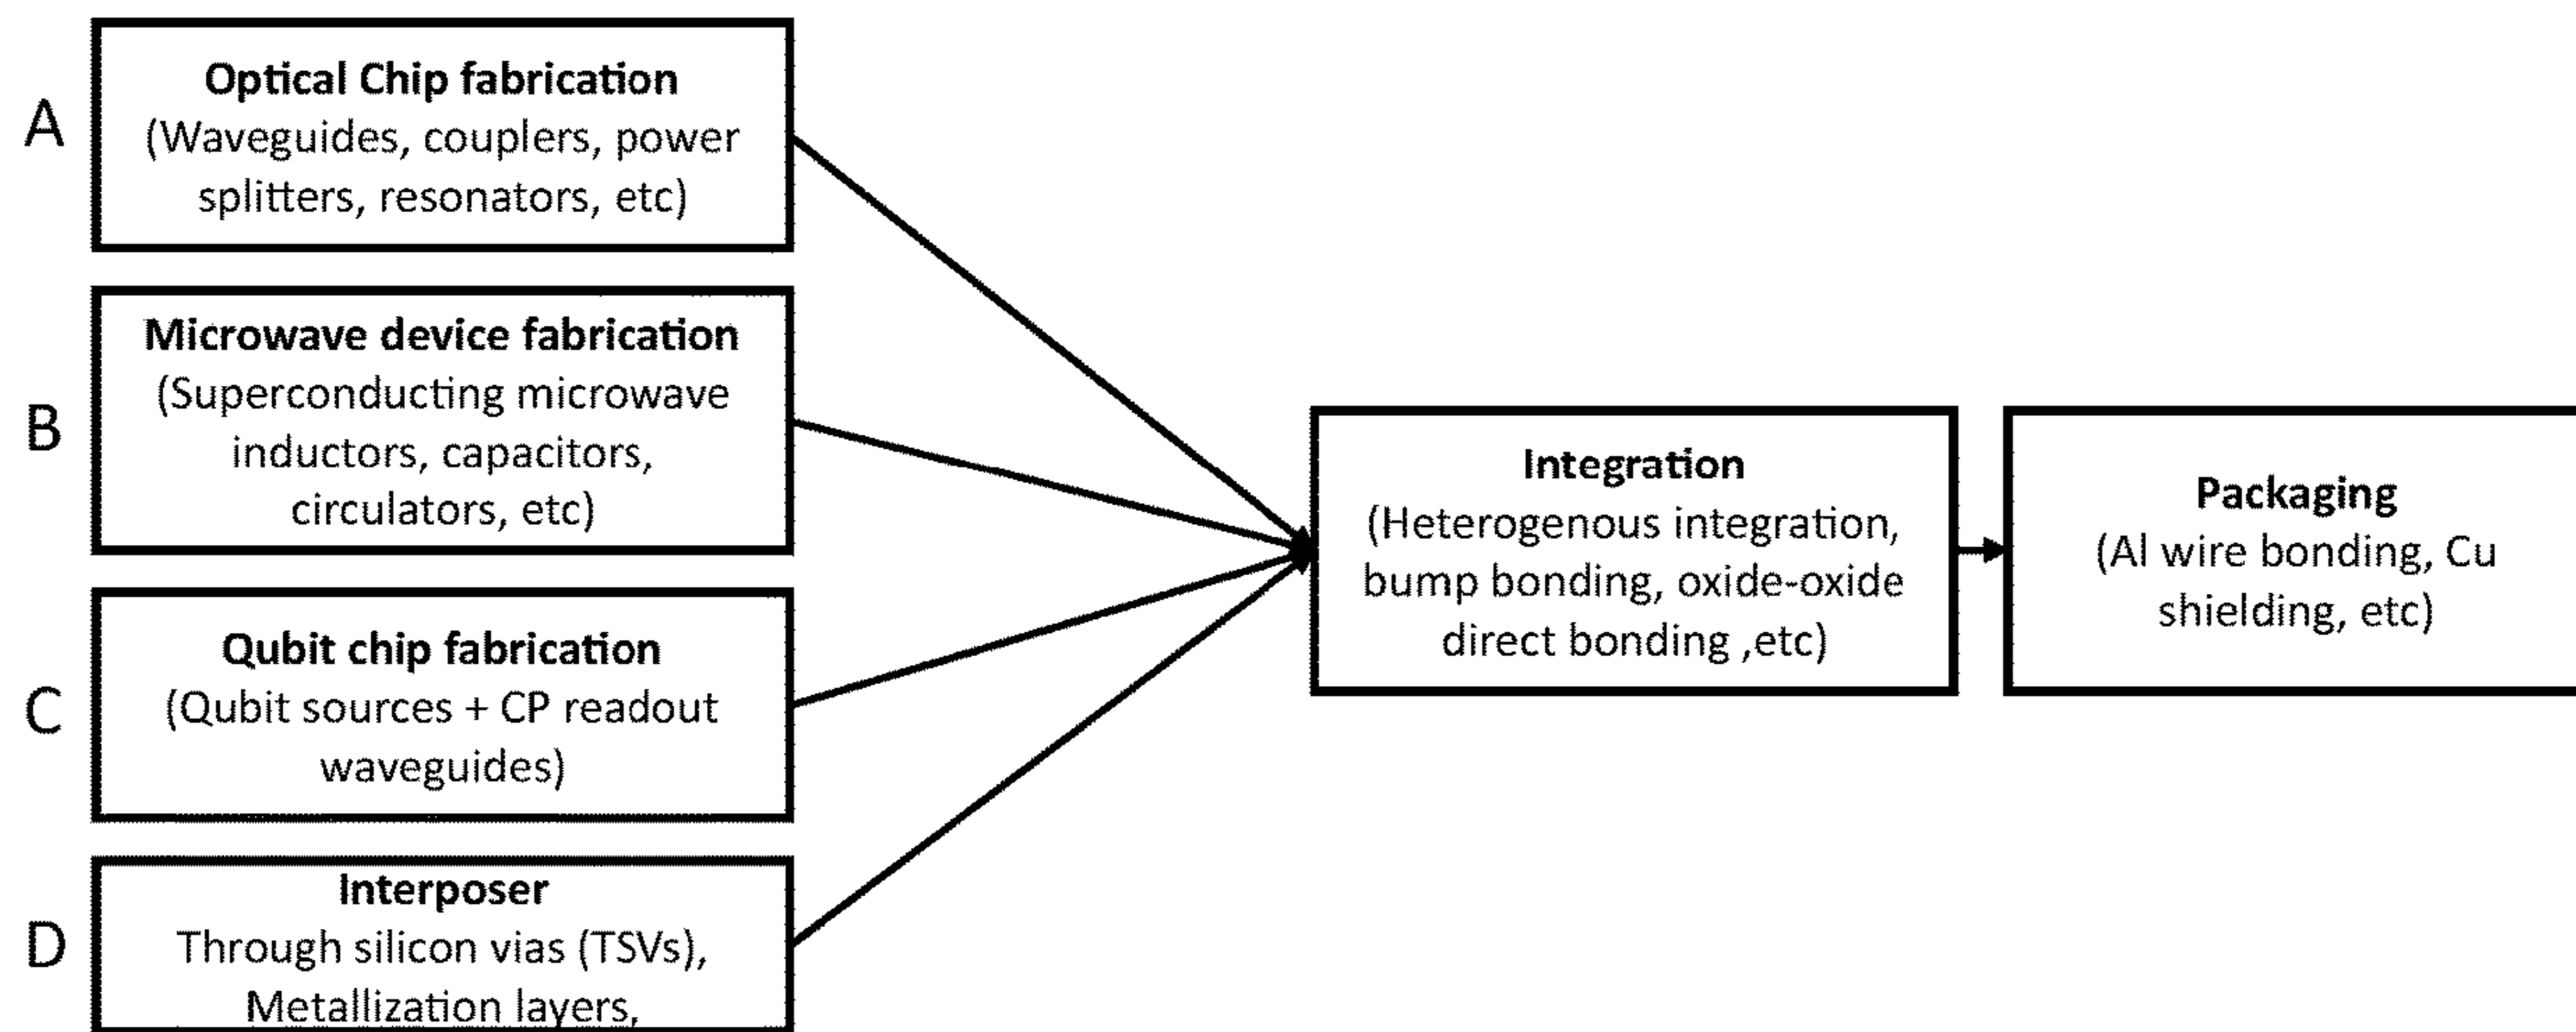 A
Optical Chip fabrication
(Waveguides, couplers, power
splitters, resonators, etc)
B
Microwave device fabrication
(Superconducting microwave
inductors, capacitors,
circulators, etc)
C
Qubit chip fabrication
(Qubit sources + CP readout
waveguides)
D
Interposer
Through silicon vias (TSVs),
Metallization layers,
Integration
(Heterogenous integration,
bump bonding, oxide-oxide
direct bonding ,etc)
Packaging
(Al wire bonding, Cu
shielding, etc)